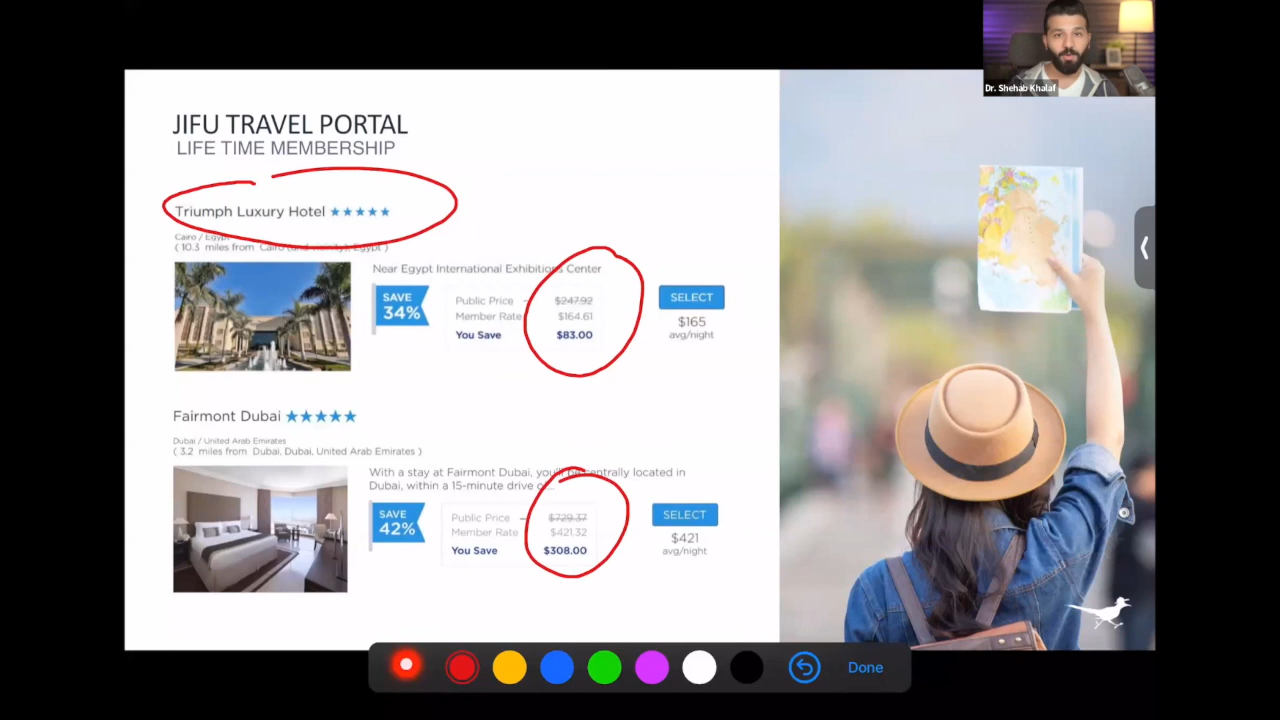 Dr. Shehab Khalaf
JIFU TRAVEL PORTAL
LIFE TIME MEMBERSHIP
Triumph Luxury Hotel
Cairo / Egypt
( 10.3 miles from Cairo (and vicinity), Egypt )
Near Egypt International Exhibitions Center
SAVE
34%
Public Price $247.92
Member Rate $164.61
You Save $83.00
SELECT
$165
avg/night
Fairmont Dubai
Dubai / United Arab Emirates
( 3.2 miles from Dubai, Dubai, United Arab Emirates )
With a stay at Fairmont Dubai, you'll be centrally located in
Dubai, within a 15-minute drive of...
SAVE
42%
Public Price $729.37
Member Rate $421.32
You Save $308.00
SELECT
$421
avg/night
Done